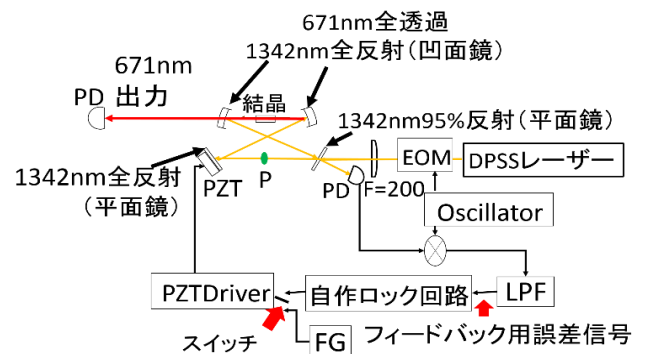 671nm全透過
1342nm全反射(凹面鏡)
671nm
PD 出力
結晶
1342nm95%反射(平面鏡)
EOM
DPSSレーザー
1342nm全反射
(平面鏡)
PZT
P
PD
F=200
Oscillator
PZTDriver
自作ロック回路
LPF
スイッチ
FG
フィードバック用誤差信号